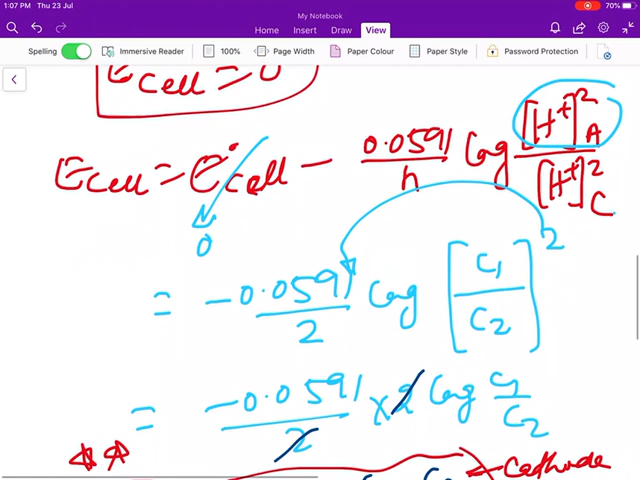 1:07 PM Thu 23 Jul
70%
My Notebook
Home Insert Draw View
Spelling Immersive Reader 100% Page Width Paper Colour Paper Style Password Protection
E cell = 0
E cell = E° cell – 0.0591/n log [H+]²A/[H+]²C
0
= -0.0591/2 log [C1/C2]²
= -0.0591/2 × 2 log C1/C2
Cathode